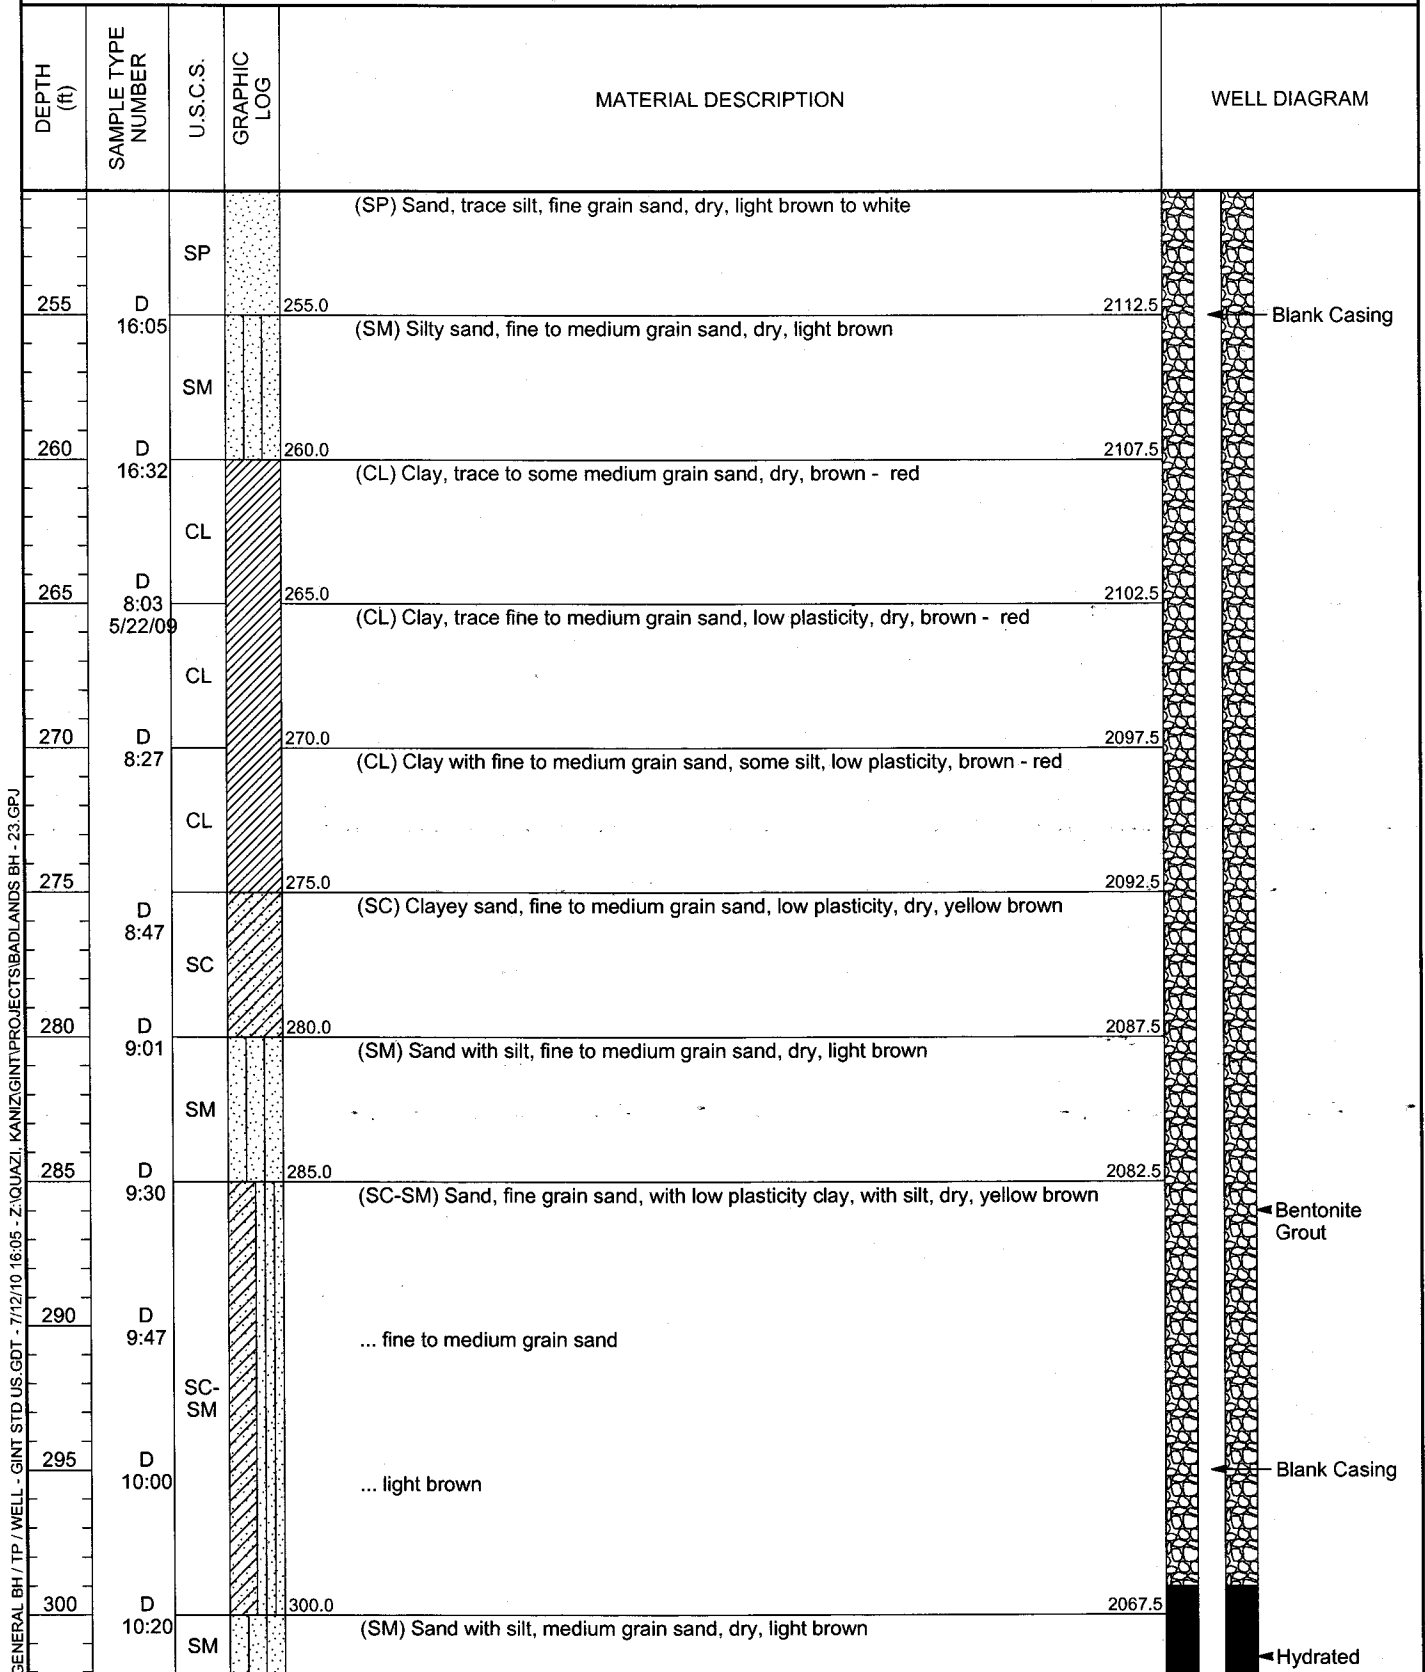 DEPTH
(ft)
SAMPLE TYPE
NUMBER
U.S.C.S.
GRAPHIC
LOG
MATERIAL DESCRIPTION
WELL DIAGRAM
(SP) Sand, trace silt, fine grain sand, dry, light brown to white
SP
255 D 255.0 2112.5
16:05 (SM) Silty sand, fine to medium grain sand, dry, light brown
Blank Casing
SM
260 D 260.0 2107.5
16:32 (CL) Clay, trace to some medium grain sand, dry, brown - red
CL
265 D 265.0 2102.5
8:03 (CL) Clay, trace fine to medium grain sand, low plasticity, dry, brown - red
5/22/09
CL
270 D 270.0 2097.5
8:27 (CL) Clay with fine to medium grain sand, some silt, low plasticity, brown - red
CL
275 275.0 2092.5
D (SC) Clayey sand, fine to medium grain sand, low plasticity, dry, yellow brown
8:47
SC
280 D 280.0 2087.5
9:01 (SM) Sand with silt, fine to medium grain sand, dry, light brown
SM
285 D 285.0 2082.5
9:30 (SC-SM) Sand, fine grain sand, with low plasticity clay, with silt, dry, yellow brown
Bentonite
Grout
290 D
9:47 ... fine to medium grain sand
SC-
SM
295 D
Blank Casing
10:00 ... light brown
300 D 300.0 2067.5
10:20 (SM) Sand with silt, medium grain sand, dry, light brown
SM
Hydrated
GENERAL BH / TP / WELL - GINT STD US.GDT - 7/12/10 16:05 - Z:\QUAZI, KANIZ\GINT\PROJECTS\BADLANDS BH - 23.GPJ